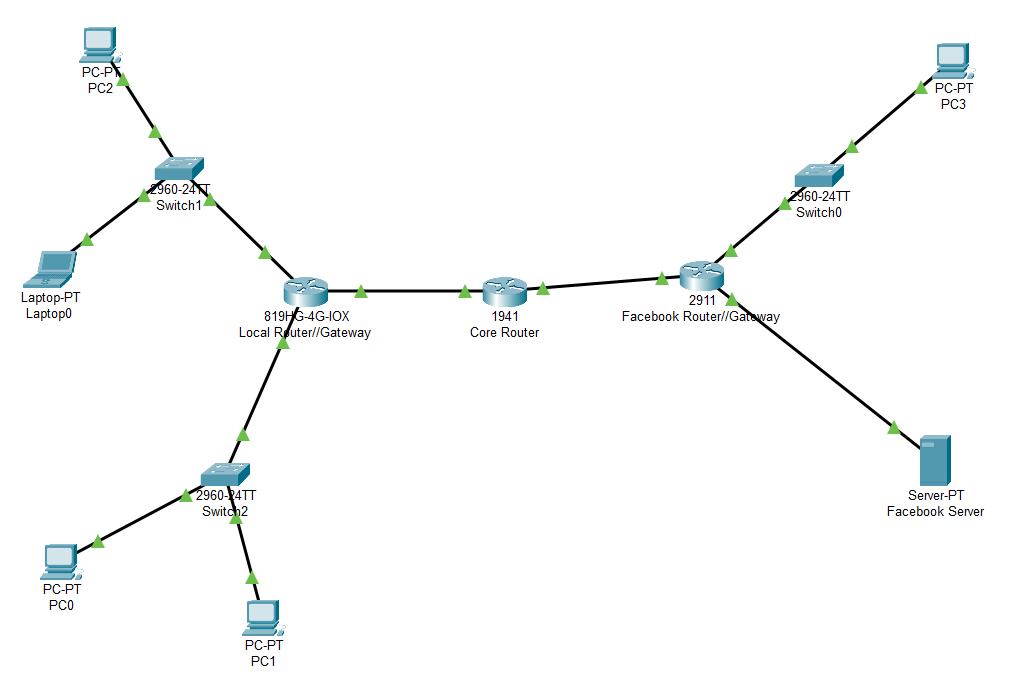 PC-PT
PC2
PC-PT
PC3
2960-24TT
Switch1
2960-24TT
Switch0
Laptop-PT
Laptop0
819HG-4G-IOX
Local Router//Gateway
1941
Core Router
2911
Facebook Router//Gateway
2960-24TT
Switch2
Server-PT
Facebook Server
PC-PT
PC0
PC-PT
PC1